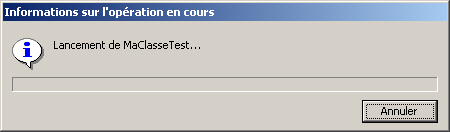 Informations sur l'opération en cours
Lancement de MaClasseTest...
Annuler